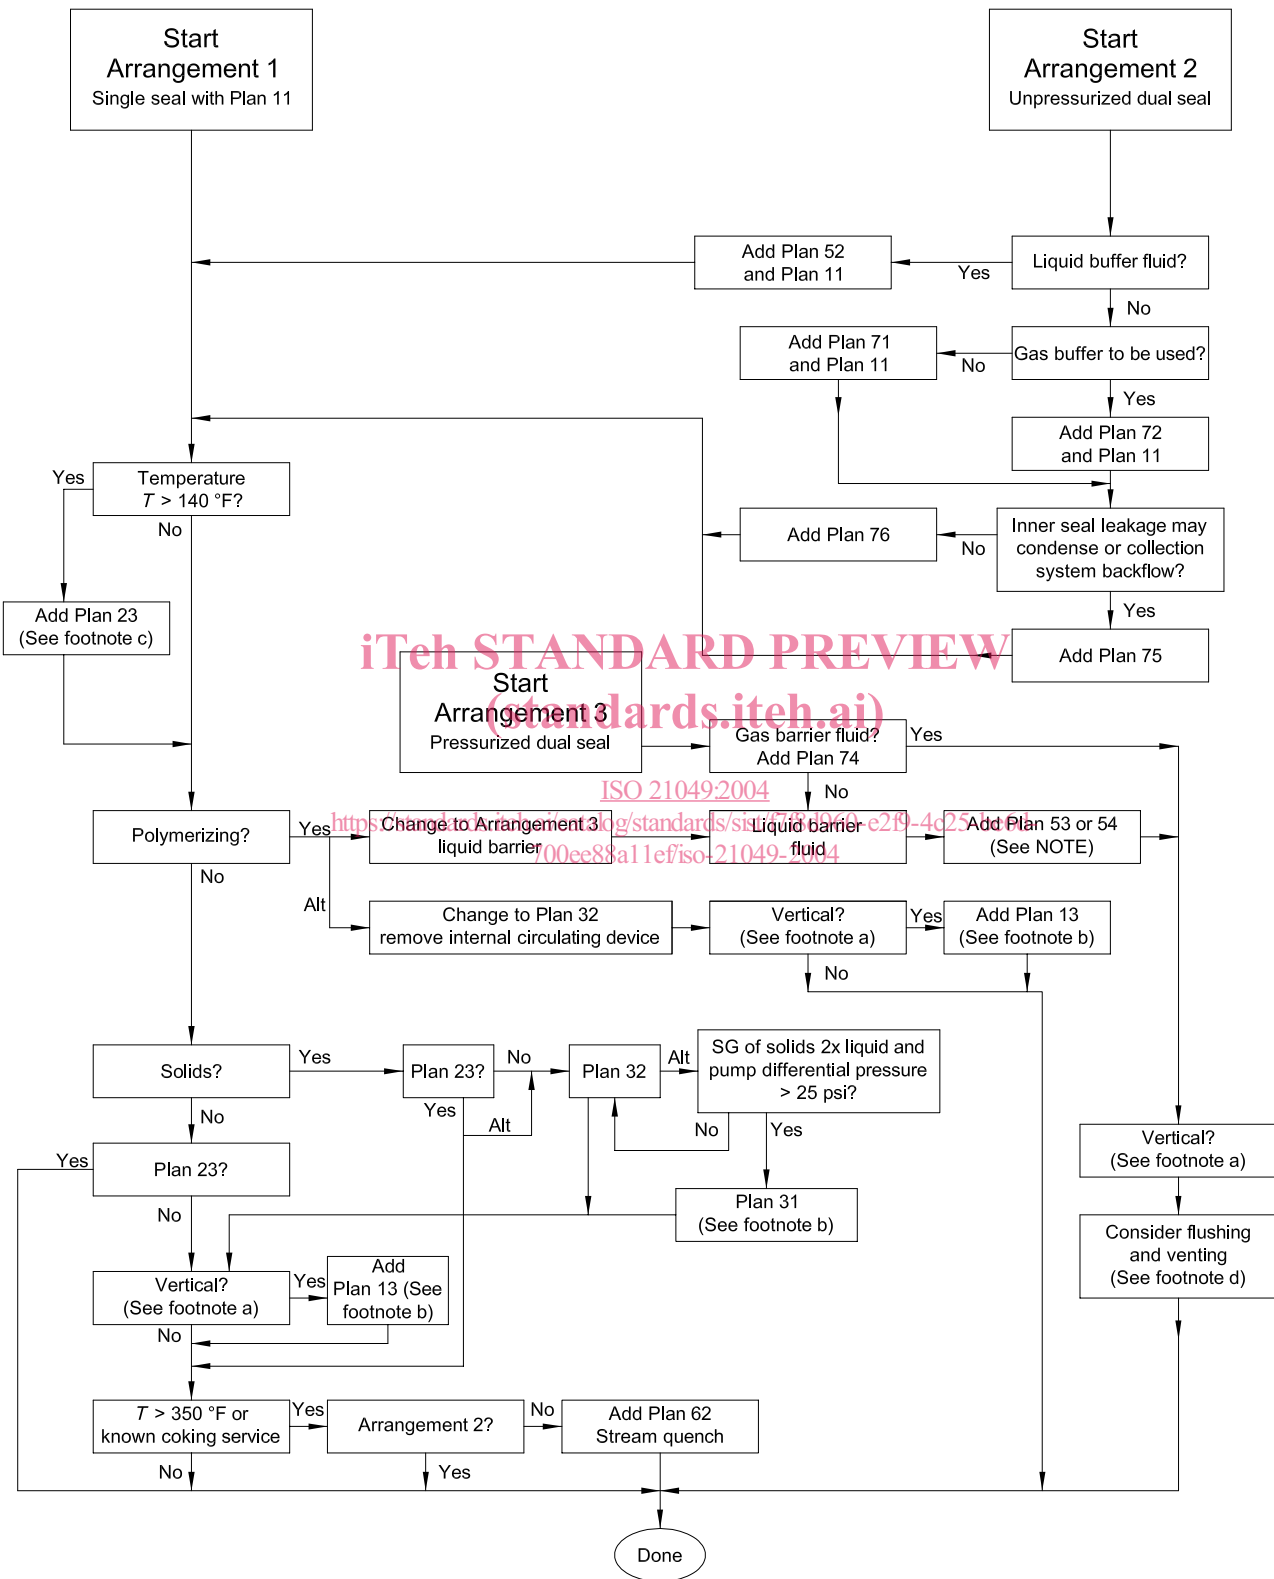 Start
Arrangement 1
Single seal with Plan 11
Start
Arrangement 2
Unpressurized dual seal
Add Plan 52
and Plan 11
Yes
Liquid buffer fluid?
No
Add Plan 71
and Plan 11
No
Gas buffer to be used?
Yes
Add Plan 72
and Plan 11
Yes
Temperature
T > 140 °F?
No
Add Plan 76
No
Inner seal leakage may
condense or collection
system backflow?
Yes
Add Plan 23
(See footnote c)
Add Plan 75
iTeh STANDARD PREVIEW
(standards.iteh.ai)
Start
Arrangement 3
Pressurized dual seal
Gas barrier fluid?
Add Plan 74
Yes
No
ISO 21049:2004
Polymerizing?
Yes
Change to Arrangement 3
liquid barrier
Liquid barrier
fluid
Add Plan 53 or 54
(See NOTE)
700ee88a11ef/iso-21049-2004
No
Alt
Change to Plan 32
remove internal circulating device
Vertical?
(See footnote a)
Yes
Add Plan 13
(See footnote b)
No
Solids?
Yes
Plan 23?
No
Plan 32
Alt
SG of solids 2x liquid and
pump differential pressure
> 25 psi?
No
Yes
Alt
No
Yes
Yes
Plan 23?
No
Plan 31
(See footnote b)
Vertical?
(See footnote a)
Consider flushing
and venting
(See footnote d)
Vertical?
(See footnote a)
Yes
Add
Plan 13 (See
footnote b)
No
T > 350 °F or
known coking service
Yes
Arrangement 2?
No
Add Plan 62
Stream quench
No
Yes
Done